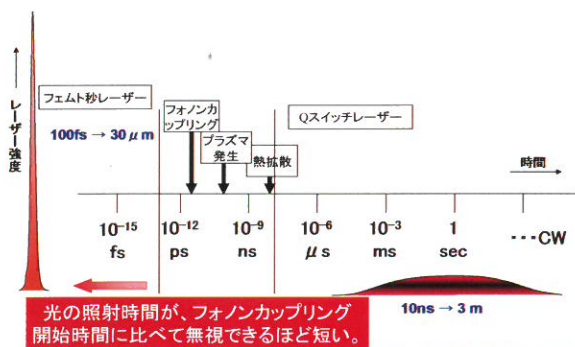 レーザー強度
フェムト秒レーザー
100fs → 30μm
フォノンカ
ップリング
プラズマ
発生
熱拡散
Qスイッチレーザー
時間
10⁻¹⁵ 10⁻¹² 10⁻⁹ 10⁻⁶ 10⁻³ 1
fs ps ns μs ms sec
･･･CW
光の照射時間が、フォノンカップリング
開始時間に比べて無視できるほど短い。
10ns → 3 m